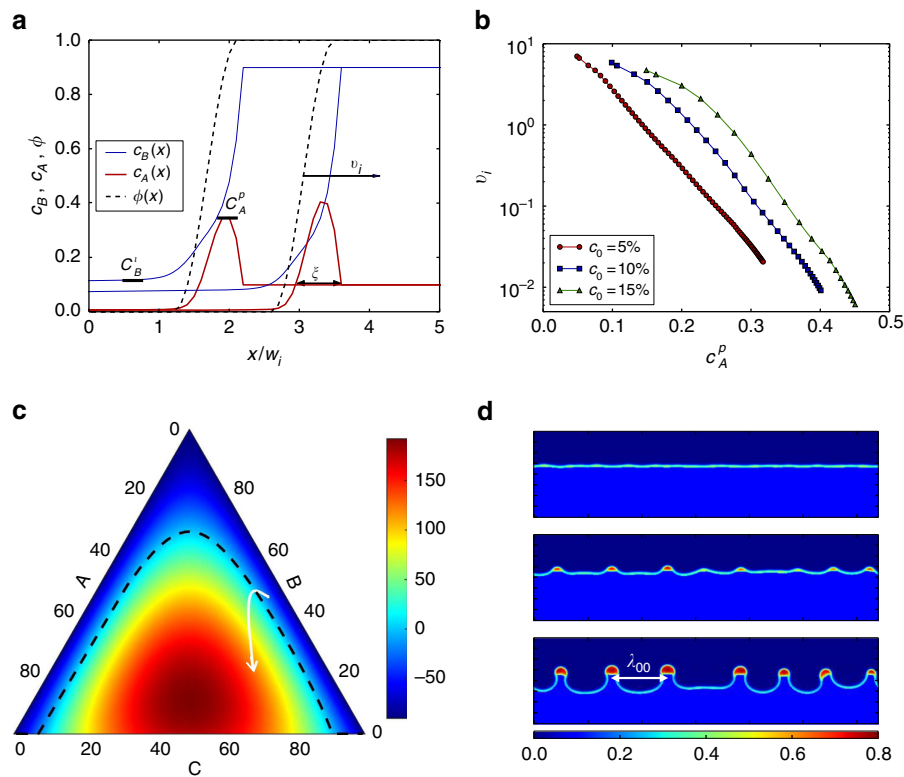 a
1.0
0.8
0.6
0.4
0.2
0.0
c_B, c_A, ϕ
c_B(x)
c_A(x)
ϕ(x)
υ_i
C_A^p
C_B^ı
ξ
0 1 2 3 4 5
x/w_i
b
10^1
10^0
10^−1
10^−2
υ_i
c_0 = 5%
c_0 = 10%
c_0 = 15%
0.0 0.1 0.2 0.3 0.4 0.5
c_A^p
c
0
20 80
40 60
A B
60 40
80 20
0 20 40 60 80 0
C
150
100
50
0
−50
d
λ_00
0.0 0.2 0.4 0.6 0.8